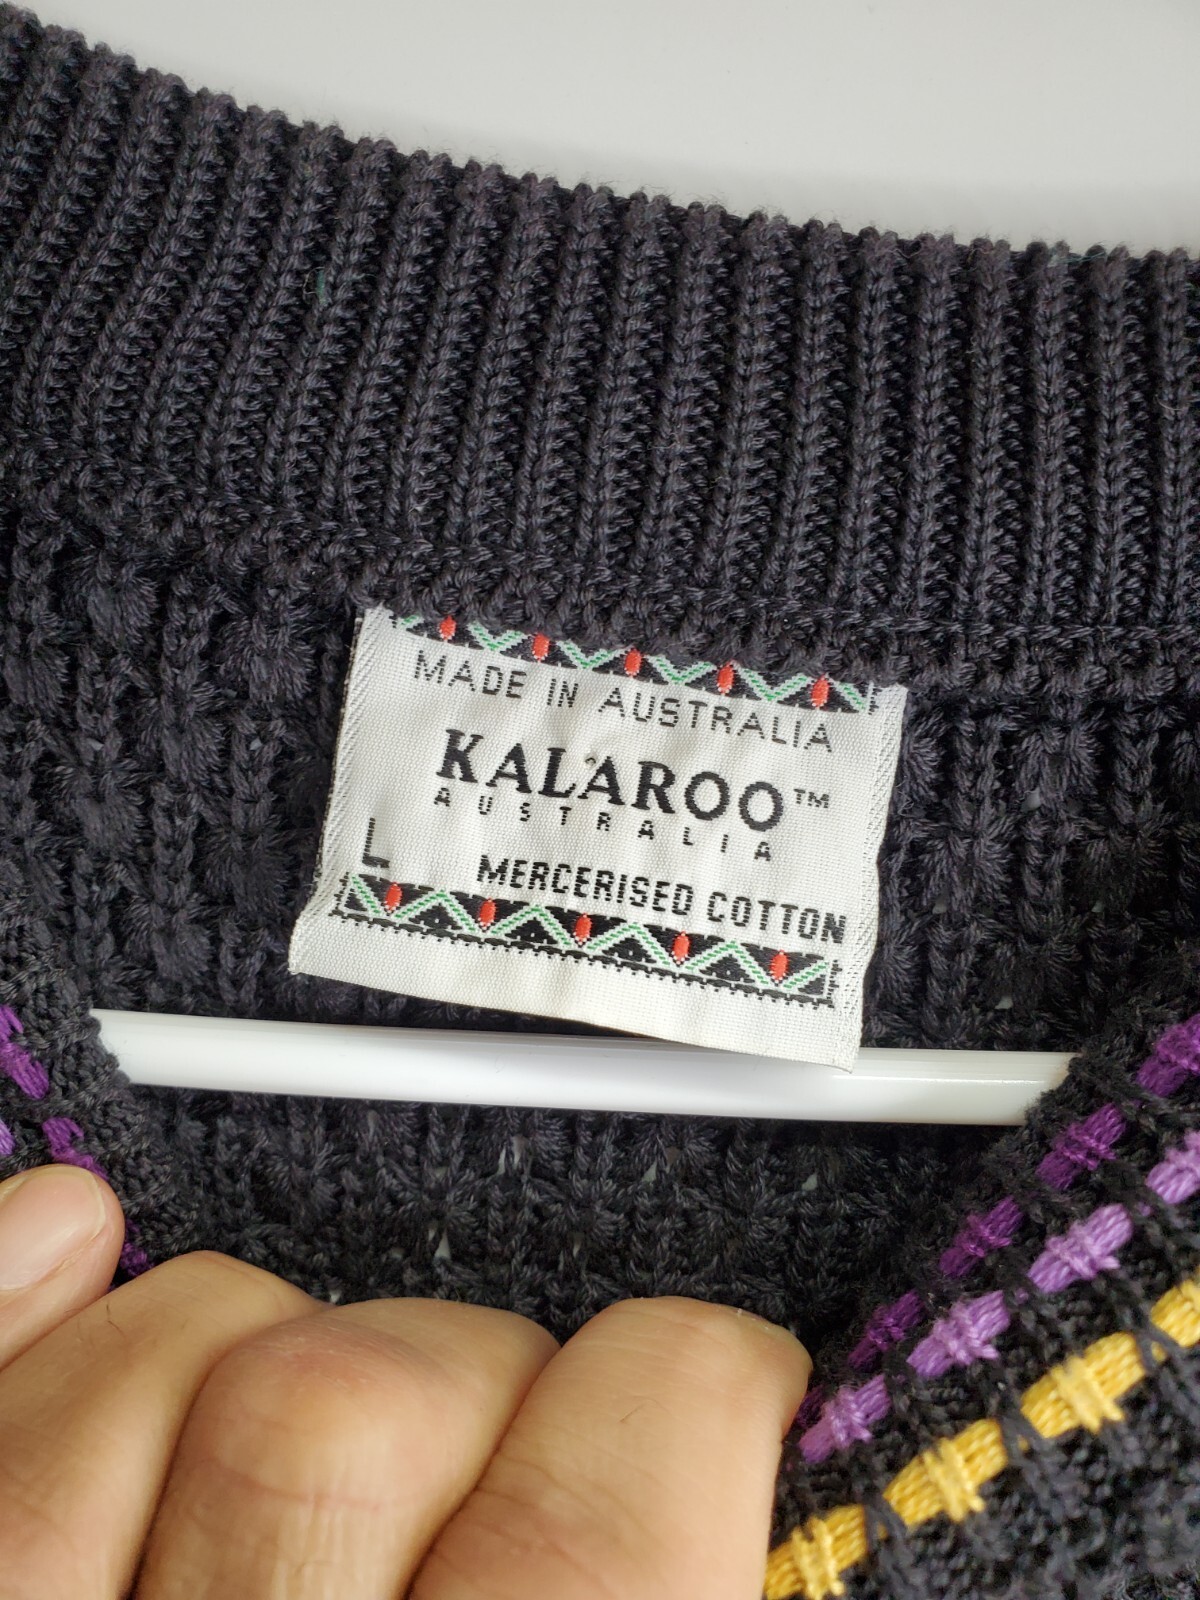 MADE IN AUSTRALIA
KALAROO™
AUSTRALIA
L
MERCERISED COTTON